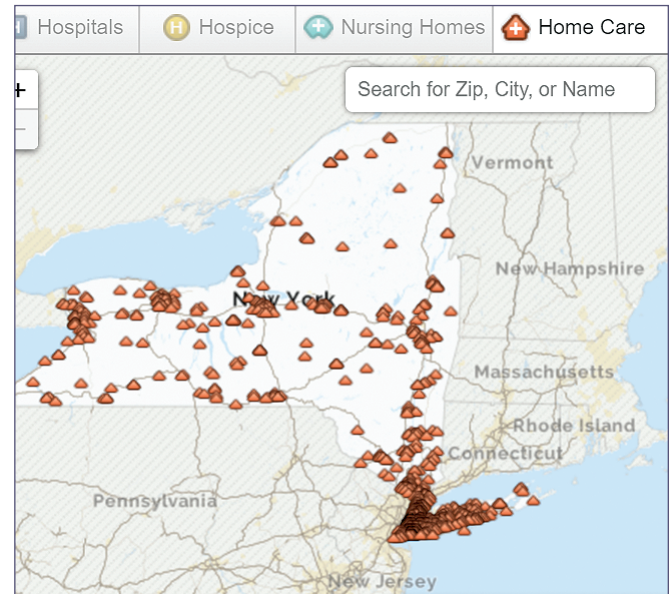 H Hospitals
H Hospice
Nursing Homes
Home Care
+
Search for Zip, City, or Name
−
Vermont
New Hampshire
New York
Massachusetts
Rhode Island
Connecticut
Pennsylvania
New Jersey